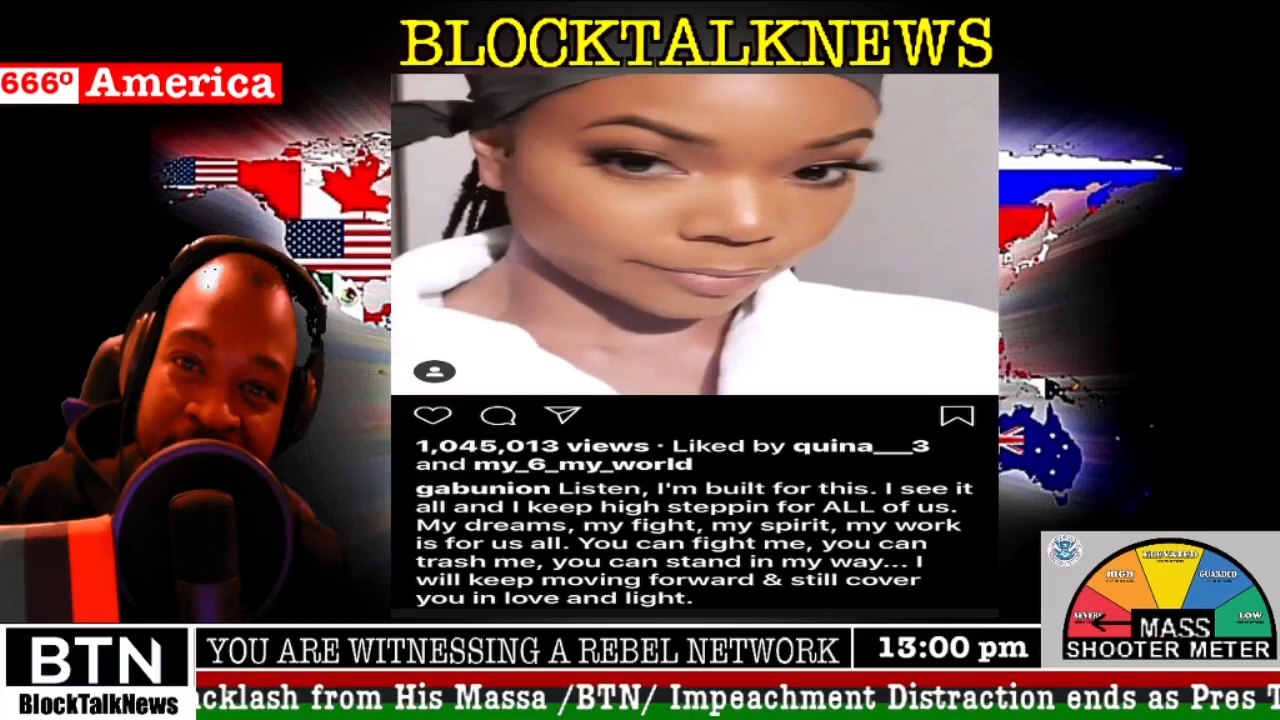 BLOCKTALKNEWS
666º America
1,045,013 views · Liked by quina___3
and my_6_my_world
gabunion Listen, I'm built for this. I see it
all and I keep high steppin for ALL of us.
My dreams, my fight, my spirit, my work
is for us all. You can fight me, you can
trash me, you can stand in my way... I
will keep moving forward & still cover
you in love and light.
SEVERE
HIGH
ELEVATED
GUARDED
LOW
MASS
SHOOTER METER
BTN
BlockTalkNews
YOU ARE WITNESSING A REBEL NETWORK
13:00 pm
acklash from His Massa /BTN/ Impeachment Distraction ends as Pres T